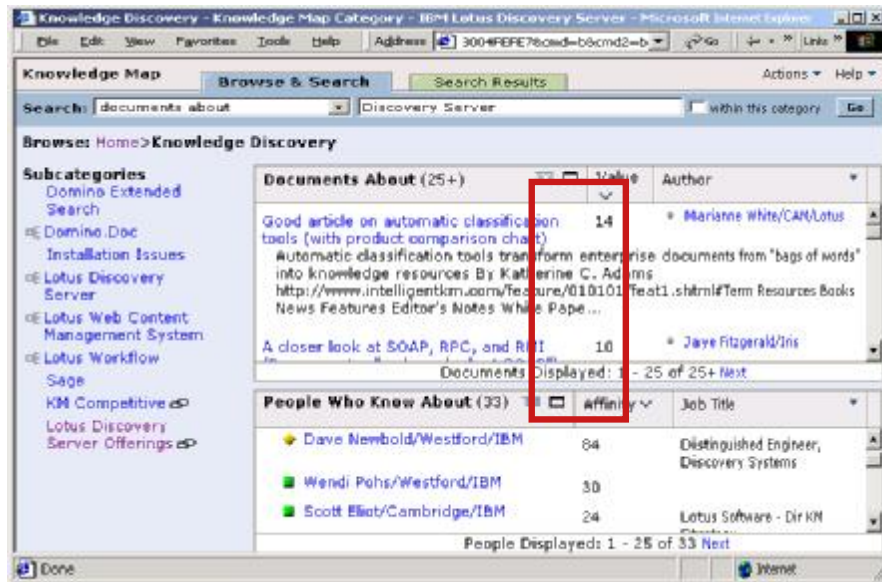 Knowledge Discovery - Knowledge Map Category - IBM Lotus Discovery Server - Microsoft Internet Explorer
File Edit View Favorites Tools Help Address 3004FEFE7&cmd=b&cmd2=b Go Links »
Knowledge Map Browse & Search Search Results Actions Help
Search: documents about Discovery Server within this category Go
Browse: Home>Knowledge Discovery
Subcategories
Domino Extended
Search
Domino.Doc
Installation Issues
Lotus Discovery
Server
Lotus Web Content
Management System
Lotus Workflow
Sage
KM Competitive
Lotus Discovery
Server Offerings
Documents About (25+) Value Author
Good article on automatic classification 14 Marianne White/CAM/Lotus
tools (with product comparison chart)
Automatic classification tools transform enterprise documents from "bags of words"
into knowledge resources By Katherine C. Adams
http://www.intelligentkm.com/feature/010101/feat1.shtml#Term Resources Books
News Features Editor's Notes White Pape...
A closer look at SOAP, RPC, and RMI 10 Jaye Fitzgerald/Iris
Documents Displayed: 1 - 25 of 25+ Next
People Who Know About (33) Affinity Job Title
Dave Newbold/Westford/IBM 84 Distinguished Engineer,
Discovery Systems
Wendi Pohs/Westford/IBM 30
Scott Eliot/Cambridge/IBM 24 Lotus Software - Dir KM
People Displayed: 1 - 25 of 33 Next
Done Internet